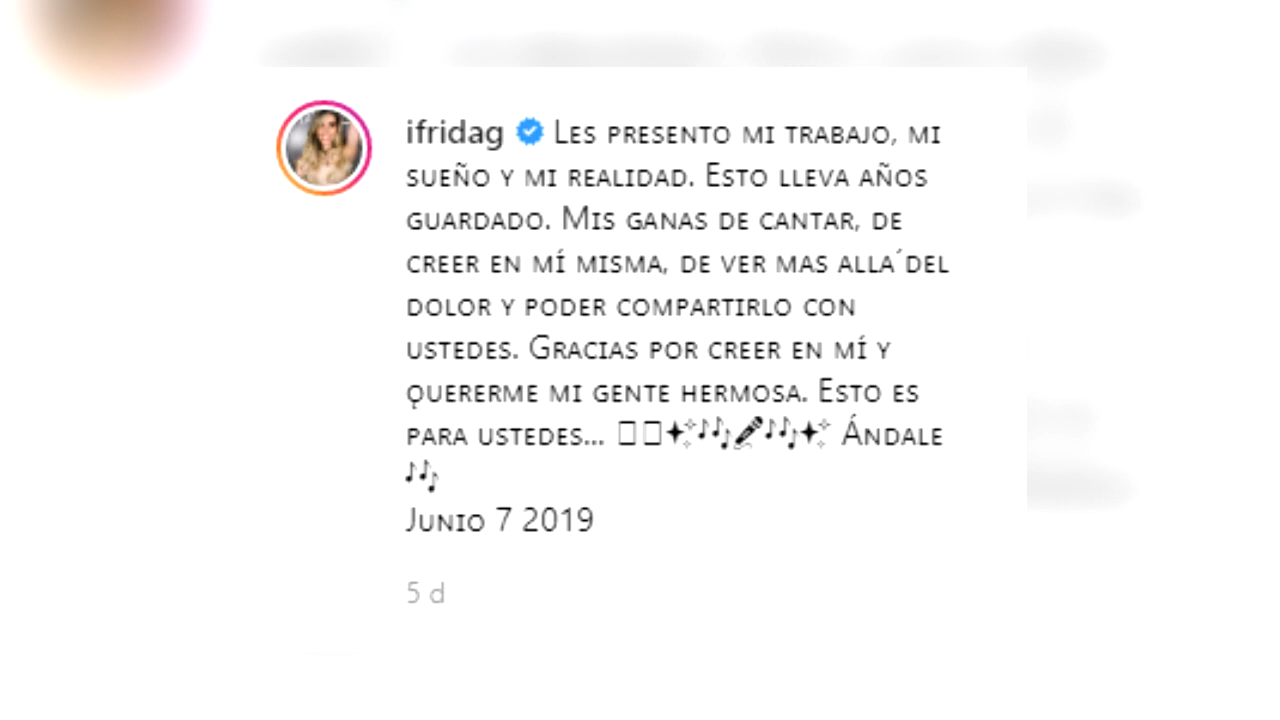 ifridag Les presento mi trabajo, mi
sueño y mi realidad. Esto lleva años
guardado. Mis ganas de cantar, de
creer en mí misma, de ver mas alla´del
dolor y poder compartirlo con
ustedes. Gracias por creer en mí y
quererme mi gente hermosa. Esto es
para ustedes... 🎶🖋🎶 Ándale
🎶
Junio 7 2019
5 d